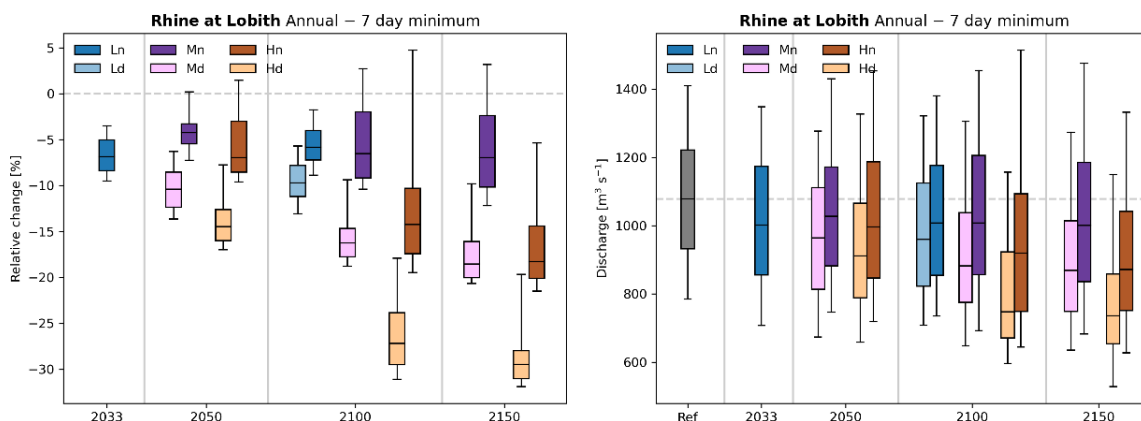 Rhine at Lobith Annual − 7 day minimum
Ln Mn Hn
Ld Md Hd
Relative change [%]
5
0
−5
−10
−15
−20
−25
−30
2033 2050 2100 2150
Rhine at Lobith Annual − 7 day minimum
Ln Mn Hn
Ld Md Hd
Discharge [m³ s⁻¹]
1400
1200
1000
800
600
Ref 2033 2050 2100 2150